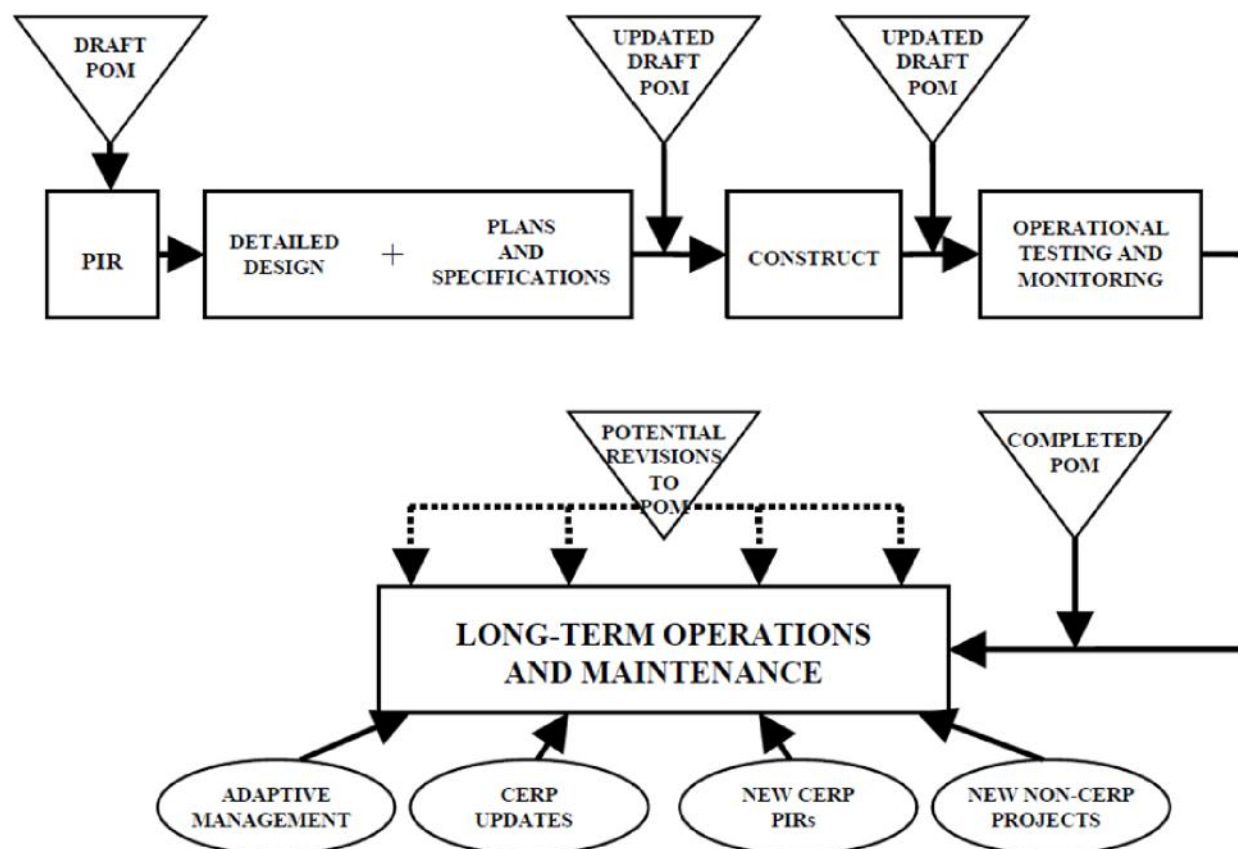 DRAFT
POM
UPDATED
DRAFT
POM
UPDATED
DRAFT
POM
PIR
DETAILED
DESIGN
+
PLANS
AND
SPECIFICATIONS
CONSTRUCT
OPERATIONAL
TESTING AND
MONITORING
POTENTIAL
REVISIONS
TO
POM
COMPLETED
POM
LONG-TERM OPERATIONS
AND MAINTENANCE
ADAPTIVE
MANAGEMENT
CERP
UPDATES
NEW CERP
PIRs
NEW NON-CERP
PROJECTS